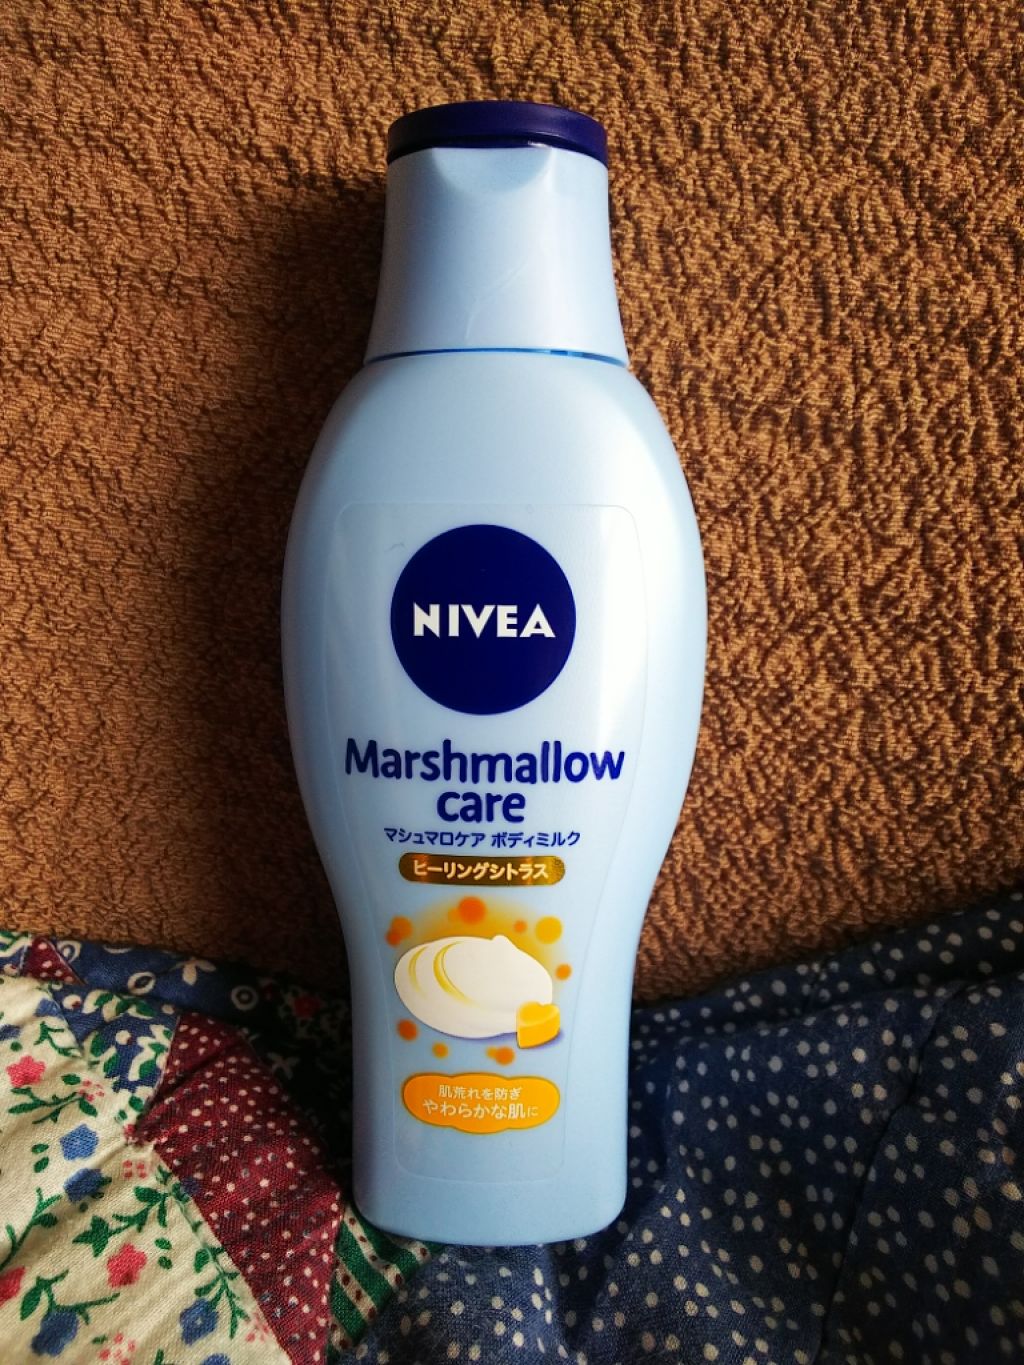 NIVEA
Marshmallow
care
マシュマロケア ボディミルク
ヒーリングシトラス
肌荒れを防ぎ
やわらかな肌に